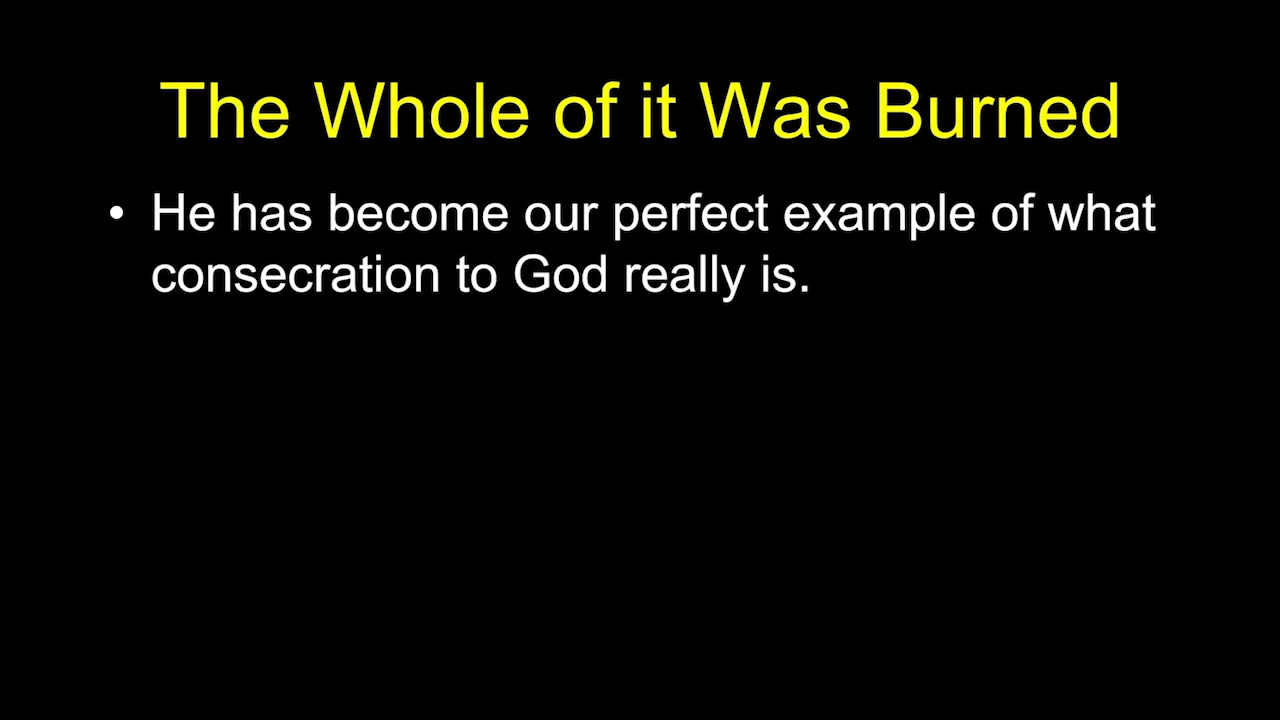 The Whole of it Was Burned
• He has become our perfect example of what
consecration to God really is.